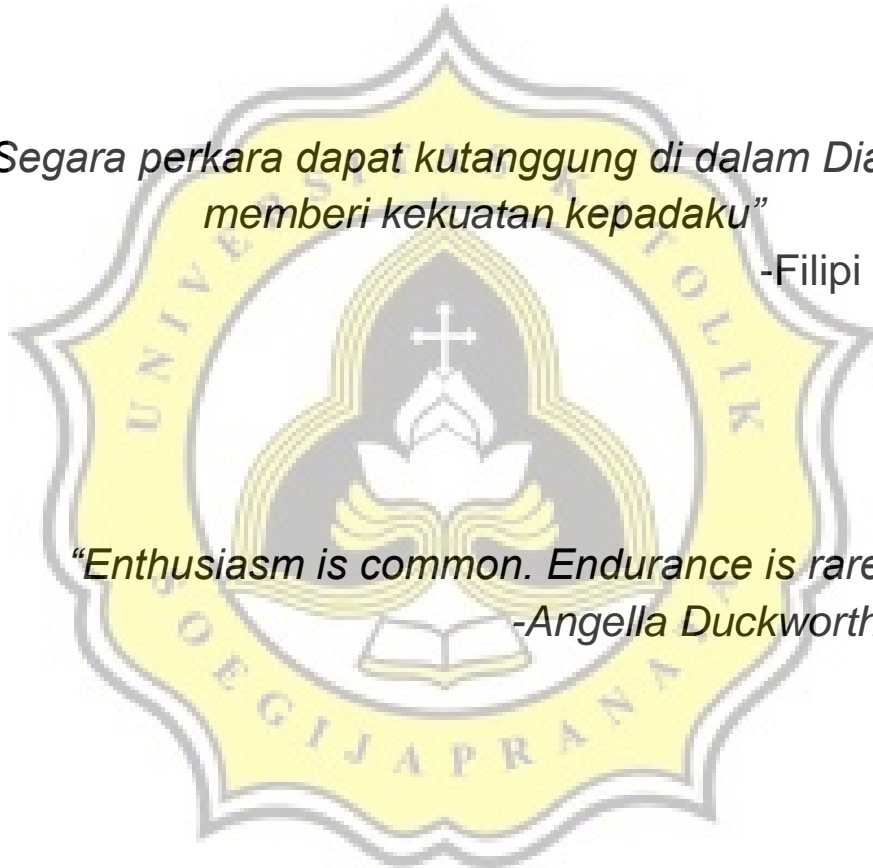 Segara perkara dapat kutanggung di dalam Dia
memberi kekuatan kepadaku”
-Filipi
“Enthusiasm is common. Endurance is rare
-Angella Duckworth
UNIVERSITAS KATOLIK
SOEGIJAPRANATA